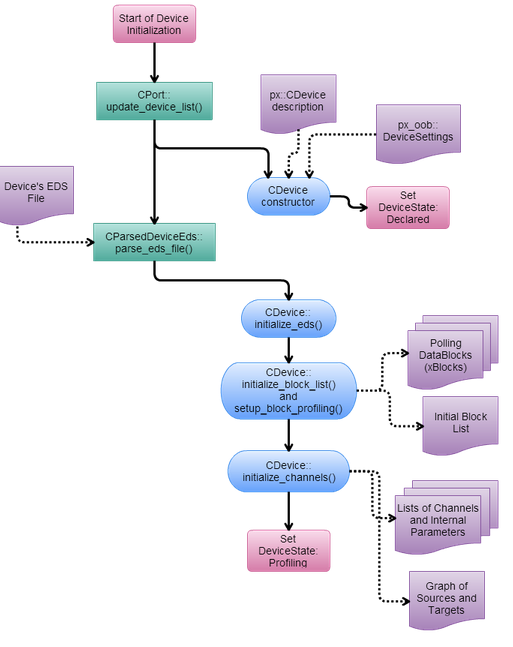 Start of Device
Initialization
CPort::
update_device_list()
px::CDevice
description
px_oob::
DeviceSettings
Device's EDS
File
CDevice
constructor
Set
DeviceState:
Declared
CParsedDeviceEds::
parse_eds_file()
CDevice::
initialize_eds()
CDevice::
initialize_block_list()
and
setup_block_profiling()
Polling
DataBlocks
(xBlocks)
Initial Block
List
CDevice::
initialize_channels()
Lists of Channels
and Internal
Parameters
Set
DeviceState:
Profiling
Graph of
Sources and
Targets